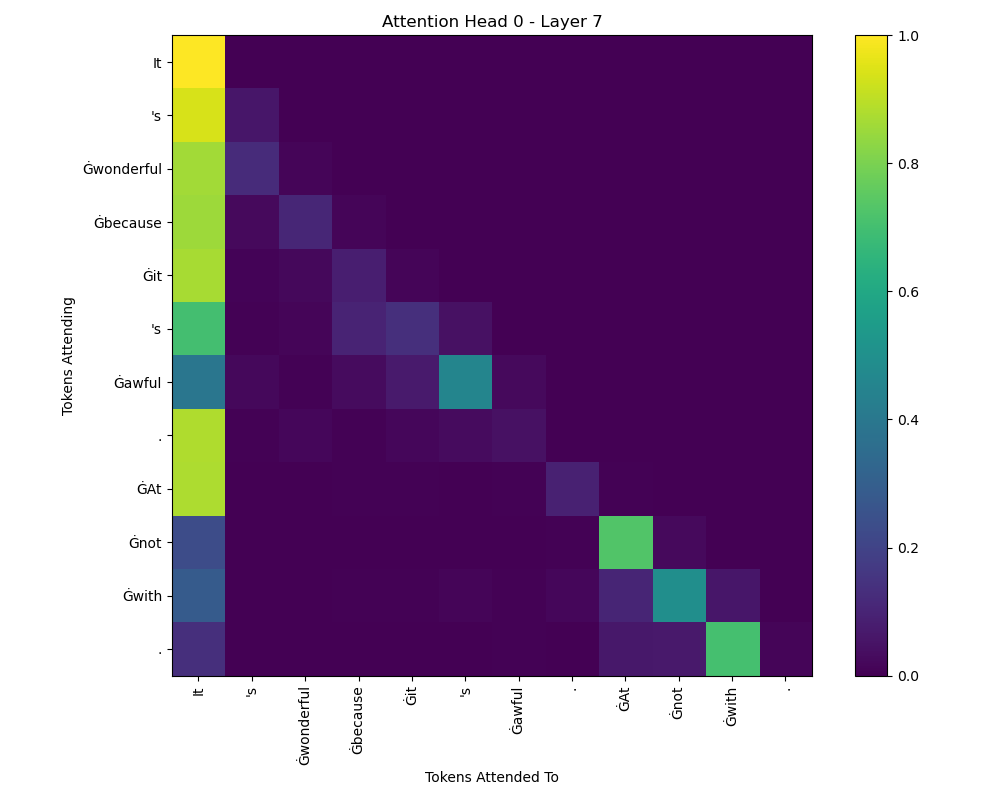 Attention Head 0 - Layer 7
Tokens Attending
It
's
Ġwonderful
Ġbecause
Ġit
's
Ġawful
.
ĠAt
Ġnot
Ġwith
.
It
's
Ġwonderful
Ġbecause
Ġit
's
Ġawful
.
ĠAt
Ġnot
Ġwith
.
Tokens Attended To
1.0
0.8
0.6
0.4
0.2
0.0